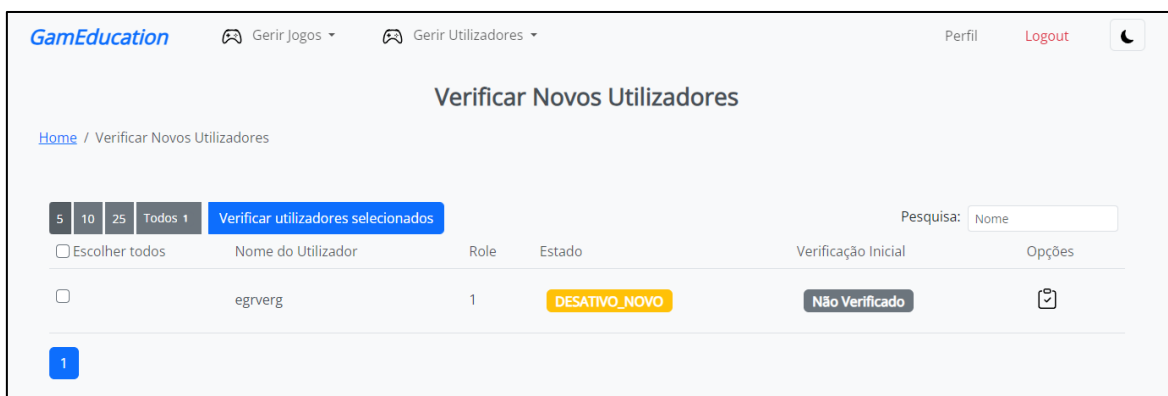 GamEducation Gerir Jogos Gerir Utilizadores Perfil Logout
Verificar Novos Utilizadores
Home / Verificar Novos Utilizadores
5 10 25 Todos 1 Verificar utilizadores selecionados Pesquisa: Nome
Escolher todos Nome do Utilizador Role Estado Verificação Inicial Opções
egrverg 1 DESATIVO_NOVO Não Verificado
1